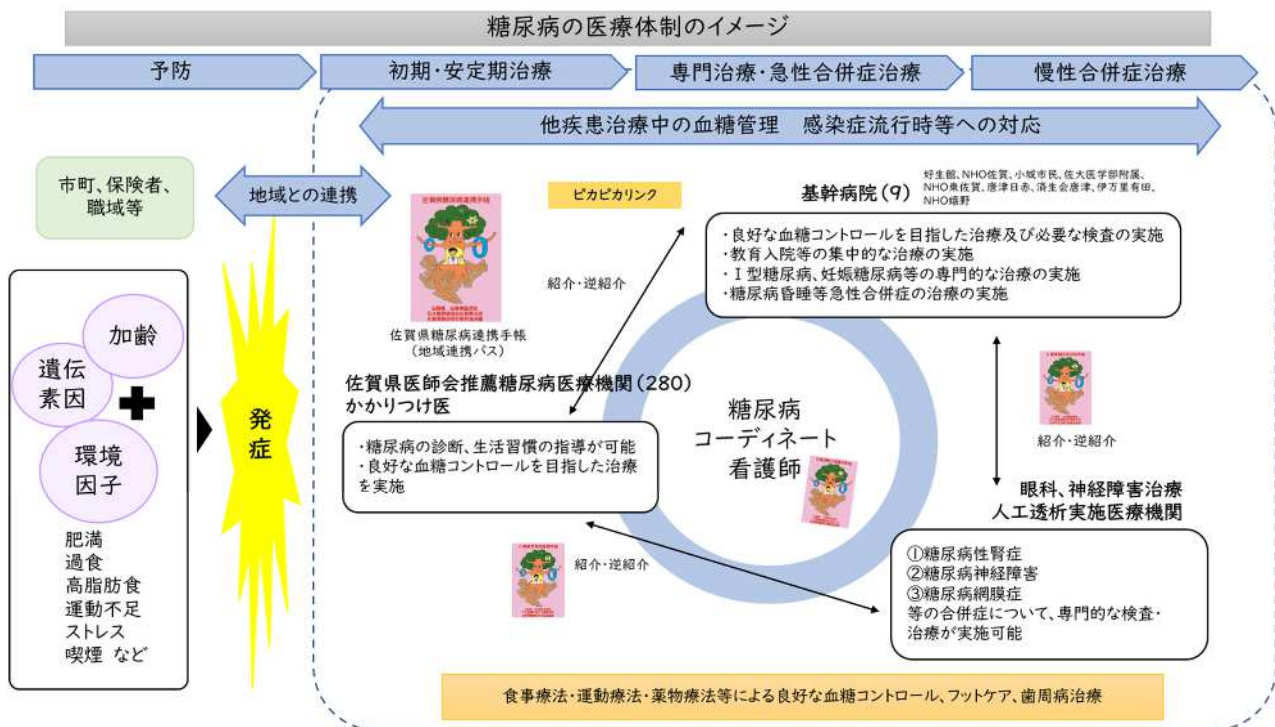 糖尿病の医療体制のイメージ
予防
初期・安定期治療
専門治療・急性合併症治療
慢性合併症治療
他疾患治療中の血糖管理 感染症流行時等への対応
市町、保険者、
職域等
地域との連携
ピカピカリンク
基幹病院(9)
好生館、NHO佐賀、小城市民、佐大医学部附属、
NHO東佐賀、唐津日赤、済生会唐津、伊万里有田、
NHO嬉野
・良好な血糖コントロールを目指した治療及び必要な検査の実施
・教育入院等の集中的な治療の実施
・Ⅰ型糖尿病、妊娠糖尿病等の専門的な治療の実施
・糖尿病昏睡等急性合併症の治療の実施
佐賀県糖尿病連携手帳
紹介・逆紹介
佐賀県糖尿病連携手帳
(地域連携パス)
加齢
遺伝
素因
環境
因子
肥満
過食
高脂肪食
運動不足
ストレス
喫煙 など
発症
佐賀県医師会推薦糖尿病医療機関(280)
かかりつけ医
・糖尿病の診断、生活習慣の指導が可能
・良好な血糖コントロールを目指した治療
を実施
糖尿病
コーディネート
看護師
紹介・逆紹介
紹介・逆紹介
眼科、神経障害治療
人工透析実施医療機関
①糖尿病性腎症
②糖尿病神経障害
③糖尿病網膜症
等の合併症について、専門的な検査・
治療が実施可能
食事療法・運動療法・薬物療法等による良好な血糖コントロール、フットケア、歯周病治療